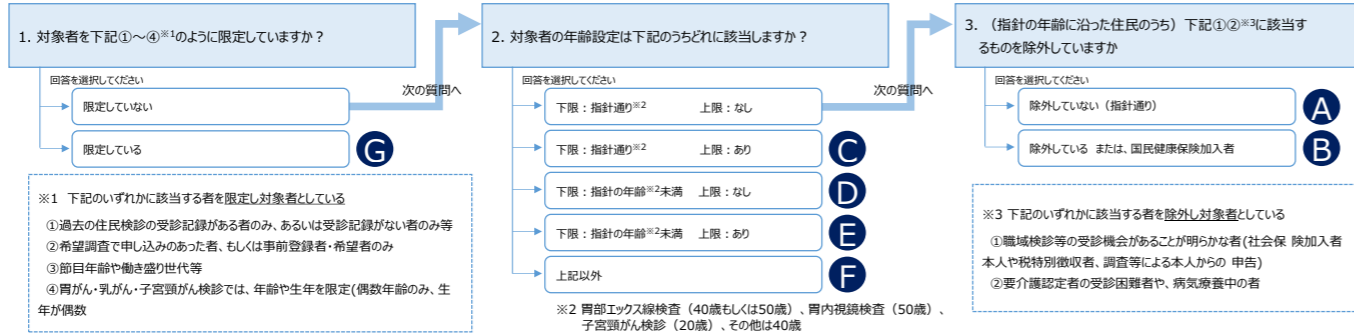 1. 対象者を下記①～④※1のように限定していますか？
回答を選択してください
限定していない
次の質問へ
限定している
G
※1 下記のいずれかに該当する者を限定し対象者としている
①過去の住民検診の受診記録がある者のみ、あるいは受診記録がない者のみ等
②希望調査で申し込みのあった者、もしくは事前登録者・希望者のみ
③節目年齢や働き盛り世代等
④胃がん・乳がん・子宮頸がん検診では、年齢や生年を限定(偶数年齢のみ、生
年が偶数
2. 対象者の年齢設定は下記のうちどれに該当しますか？
回答を選択してください
下限：指針通り※2 上限：なし
次の質問へ
下限：指針通り※2 上限：あり
C
下限：指針の年齢※2未満 上限：なし
D
下限：指針の年齢※2未満 上限：あり
E
上記以外
F
※2 胃部エックス線検査（40歳もしくは50歳）、胃内視鏡検査（50歳）、
子宮頸がん検診（20歳）、その他は40歳
3. （指針の年齢に沿った住民のうち）下記①②※3に該当す
るものを除外していますか
回答を選択してください
除外していない（指針通り）
A
除外している または、国民健康保険加入者
B
※3 下記のいずれかに該当する者を除外し対象者としている
①職域検診等の受診機会があることが明らかな者(社会保 険加入者
本人や税特別徴収者、調査等による本人からの 申告)
②要介護認定者の受診困難者や、病気療養中の者